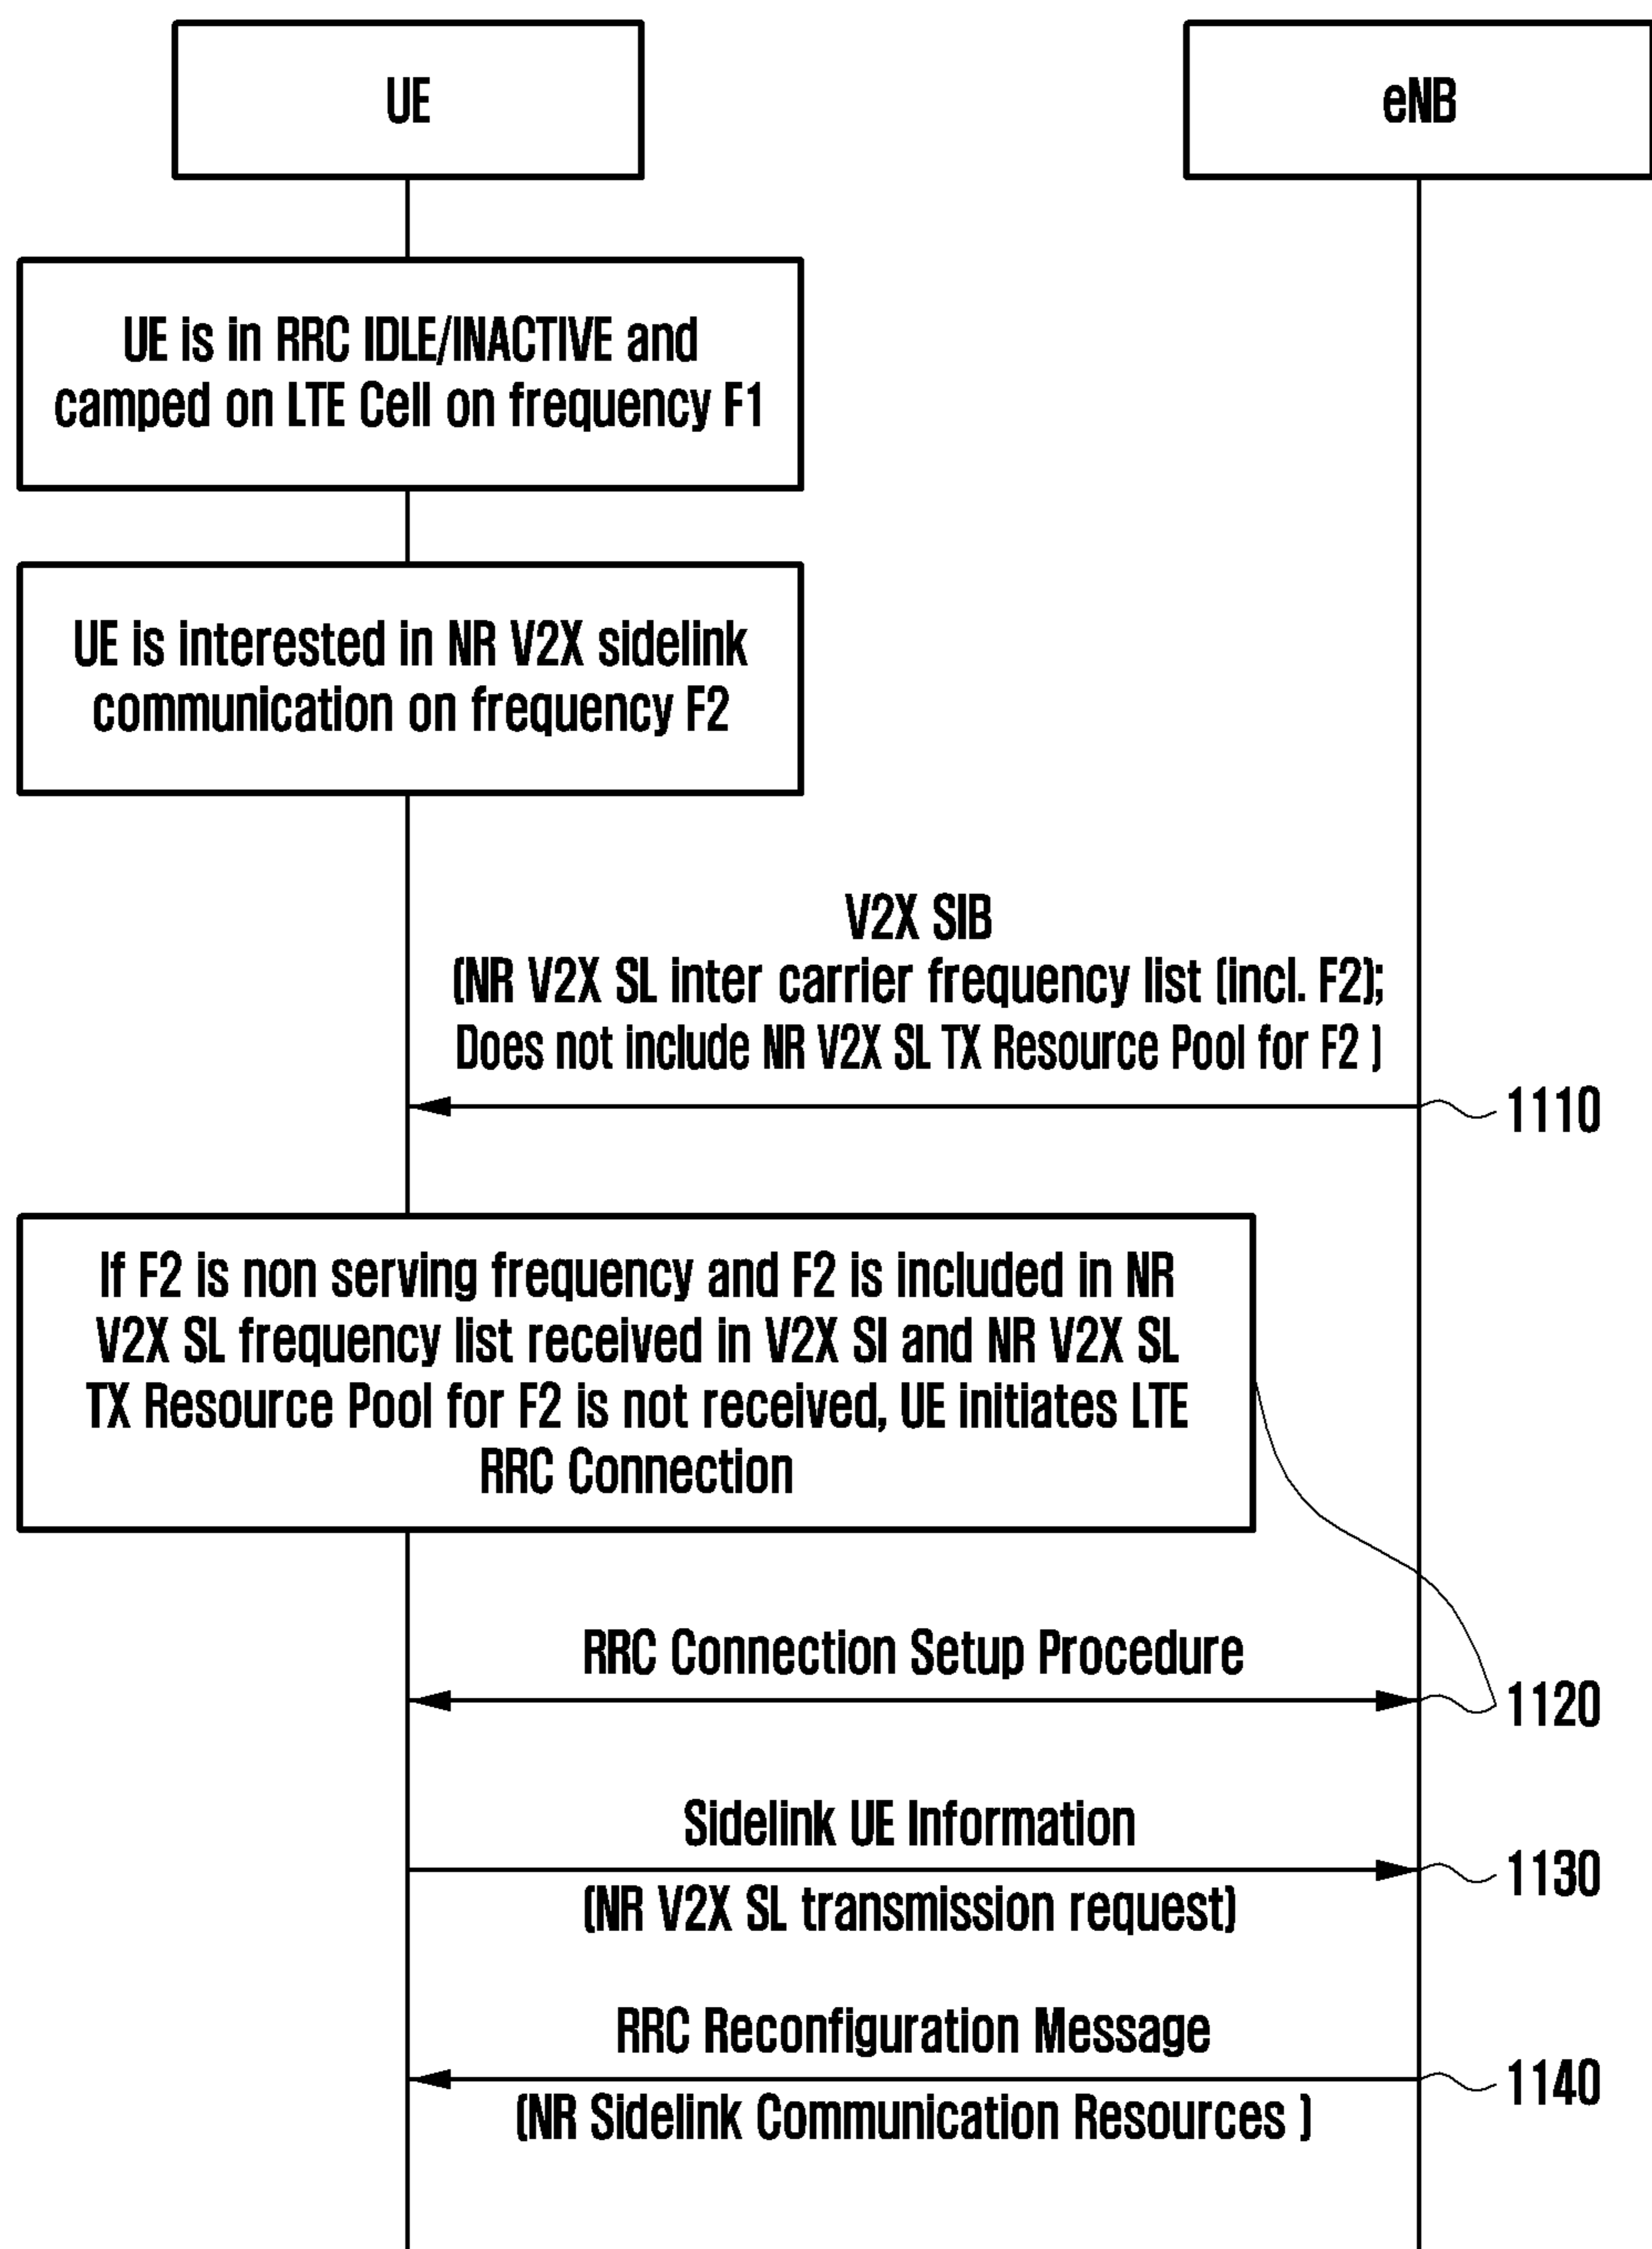 UE
eNB
UE is in RRC IDLE/INACTIVE and
camped on LTE Cell on frequency F1
UE is interested in NR V2X sidelink
communication on frequency F2
V2X SIB
(NR V2X SL inter carrier frequency list (incl. F2);
Does not include NR V2X SL TX Resource Pool for F2 )
1110
If F2 is non serving frequency and F2 is included in NR
V2X SL frequency list received in V2X SI and NR V2X SL
TX Resource Pool for F2 is not received, UE initiates LTE
RRC Connection
RRC Connection Setup Procedure
1120
Sidelink UE Information
1130
(NR V2X SL transmission request)
RRC Reconfiguration Message
1140
(NR Sidelink Communication Resources )